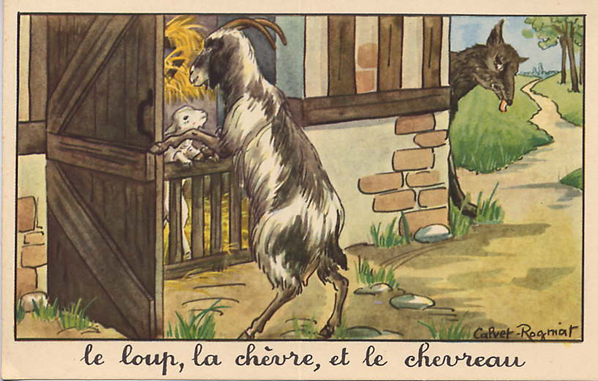 Calvet-Rogniat
le loup, la chèvre, et le chevreau